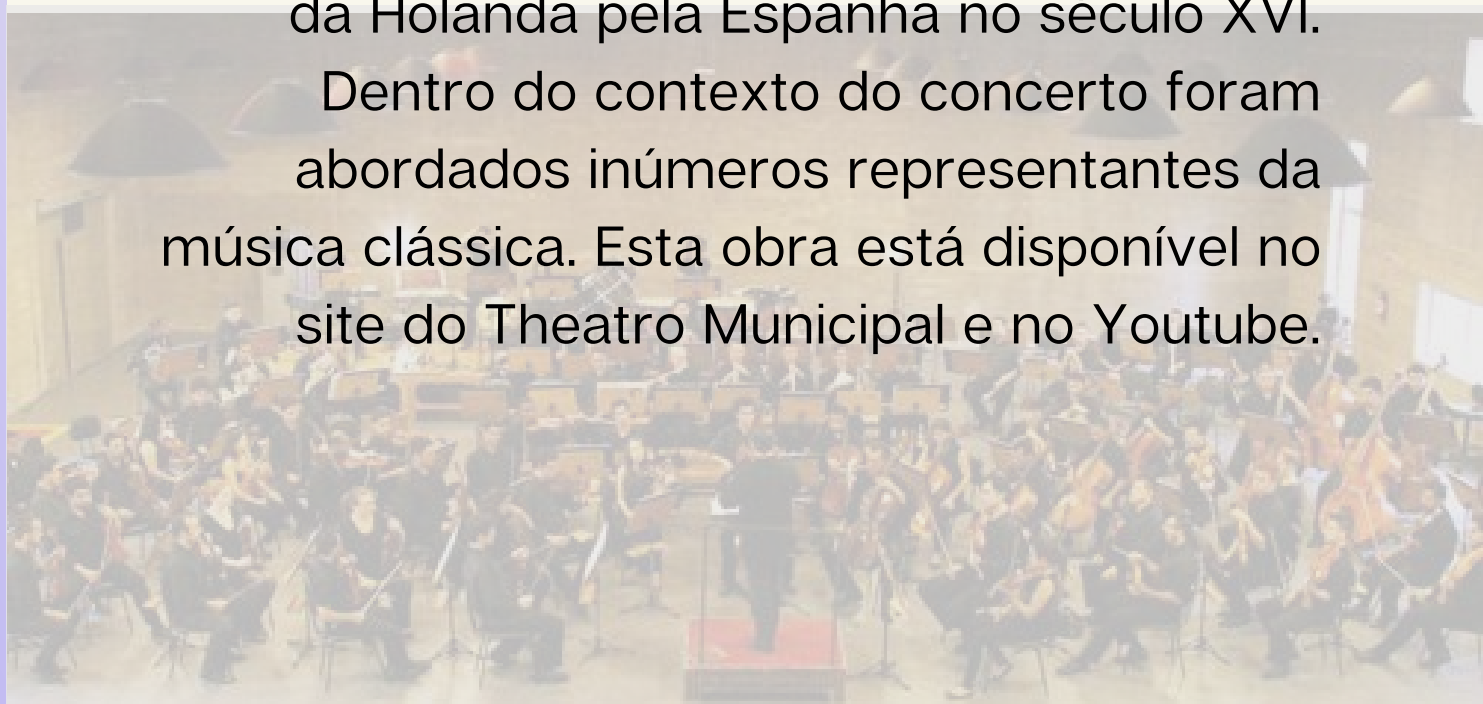 da Holanda pela Espanha no século XVI.
Dentro do contexto do concerto foram
abordados inúmeros representantes da
música clássica. Esta obra está disponível no
site do Theatro Municipal e no Youtube.